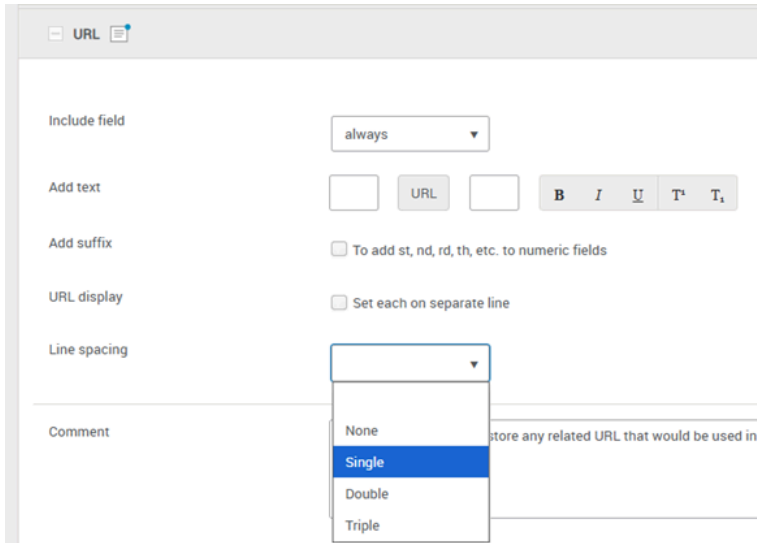 URL
Include field
always
Add text
URL
B I U T¹ T₁
Add suffix
To add st, nd, rd, th, etc. to numeric fields
URL display
Set each on separate line
Line spacing
Comment
store any related URL that would be used in
None
Single
Double
Triple